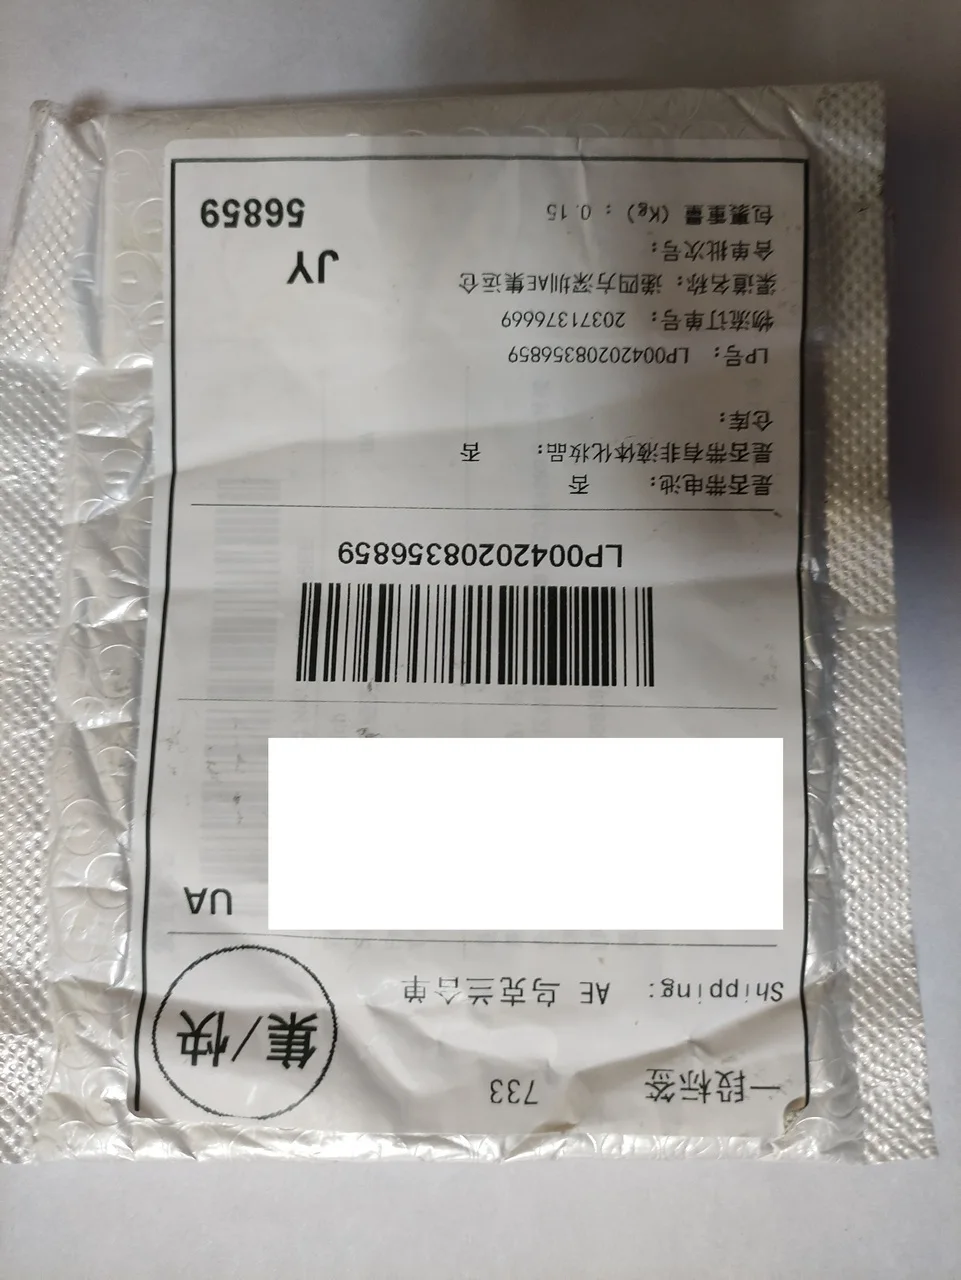 一段标签 733
集/快
Shipping: AE 乌克兰合单
UA
LP00420208356859
是否带电池: 否
是否带有非液体化妆品: 否
仓库:
LP号: LP00420208356859
物流订单号: 20371376669
渠道名称: 递四方深圳AE集运仓
合单批次号:
包裹重量 (Kg) : 0.15
JY
56859